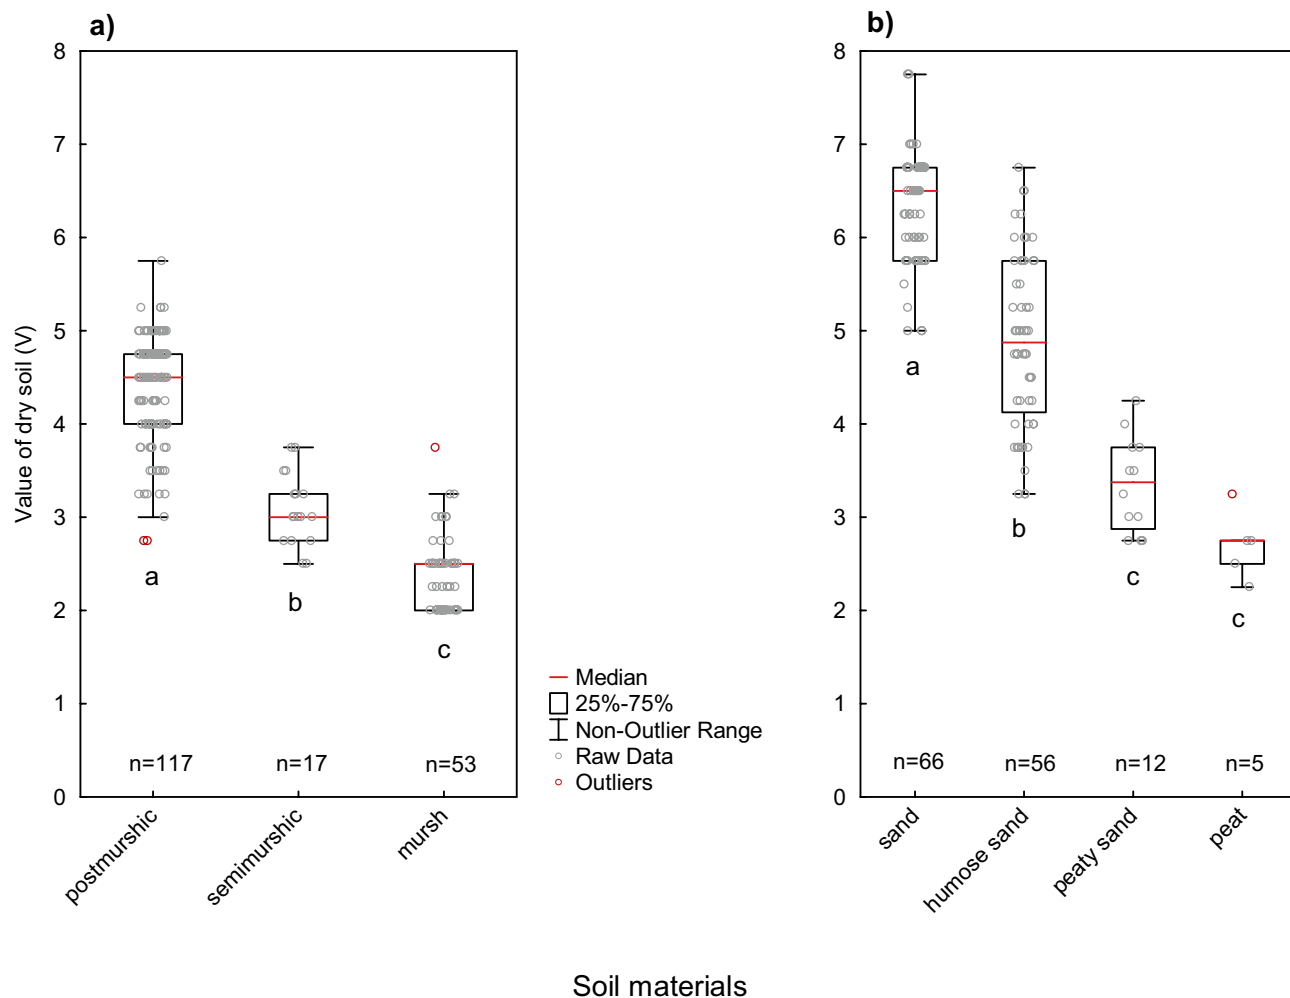 a)
Value of dry soil (V)
8
7
6
5
4
3
2
1
0
a
b
c
n=117
n=17
n=53
postmurshic
semimurshic
mursh
Median
25%-75%
Non-Outlier Range
Raw Data
Outliers
b)
8
7
6
5
4
3
2
1
0
a
b
c
c
n=66
n=56
n=12
n=5
sand
humose sand
peaty sand
peat
Soil materials